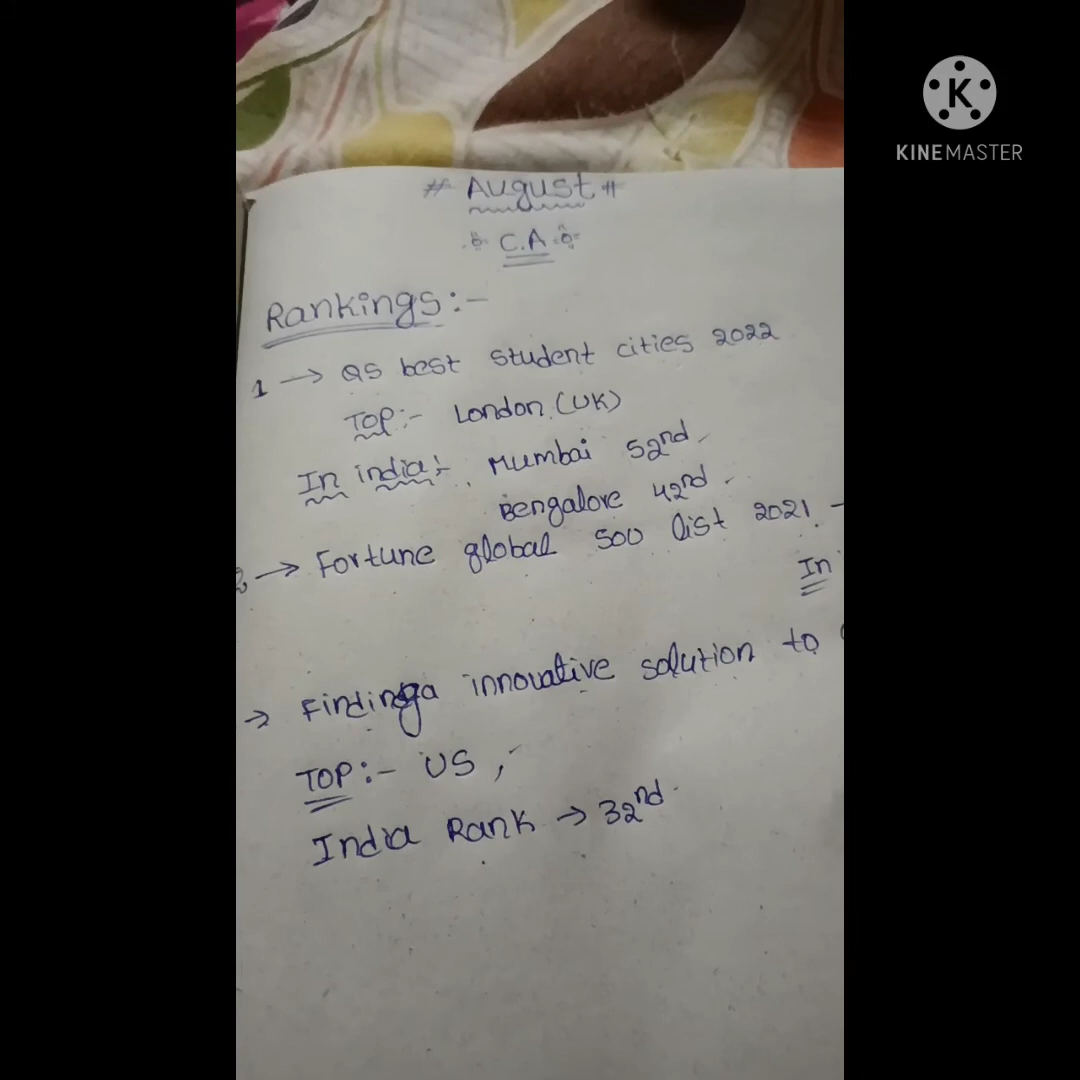 # August #
C.A
Rankings:-
1 → QS best student cities 2022
TOP:- London (UK)
In india:- Mumbai 52nd
Bengalore 42nd
2 → Fortune global 500 list 2021 -
In
→ Findinga innovative solution to
TOP:- US,
India Rank → 32nd
K
KINEMASTER